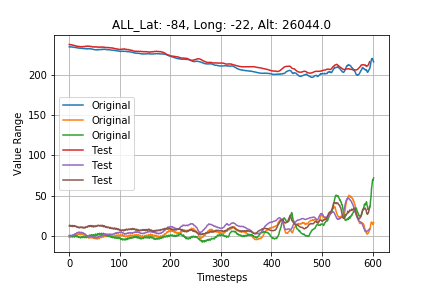 ALL_Lat: -84, Long: -22, Alt: 26044.0
Value Range
200
150
100
50
0
Original
Original
Original
Test
Test
Test
0 100 200 300 400 500 600
Timesteps